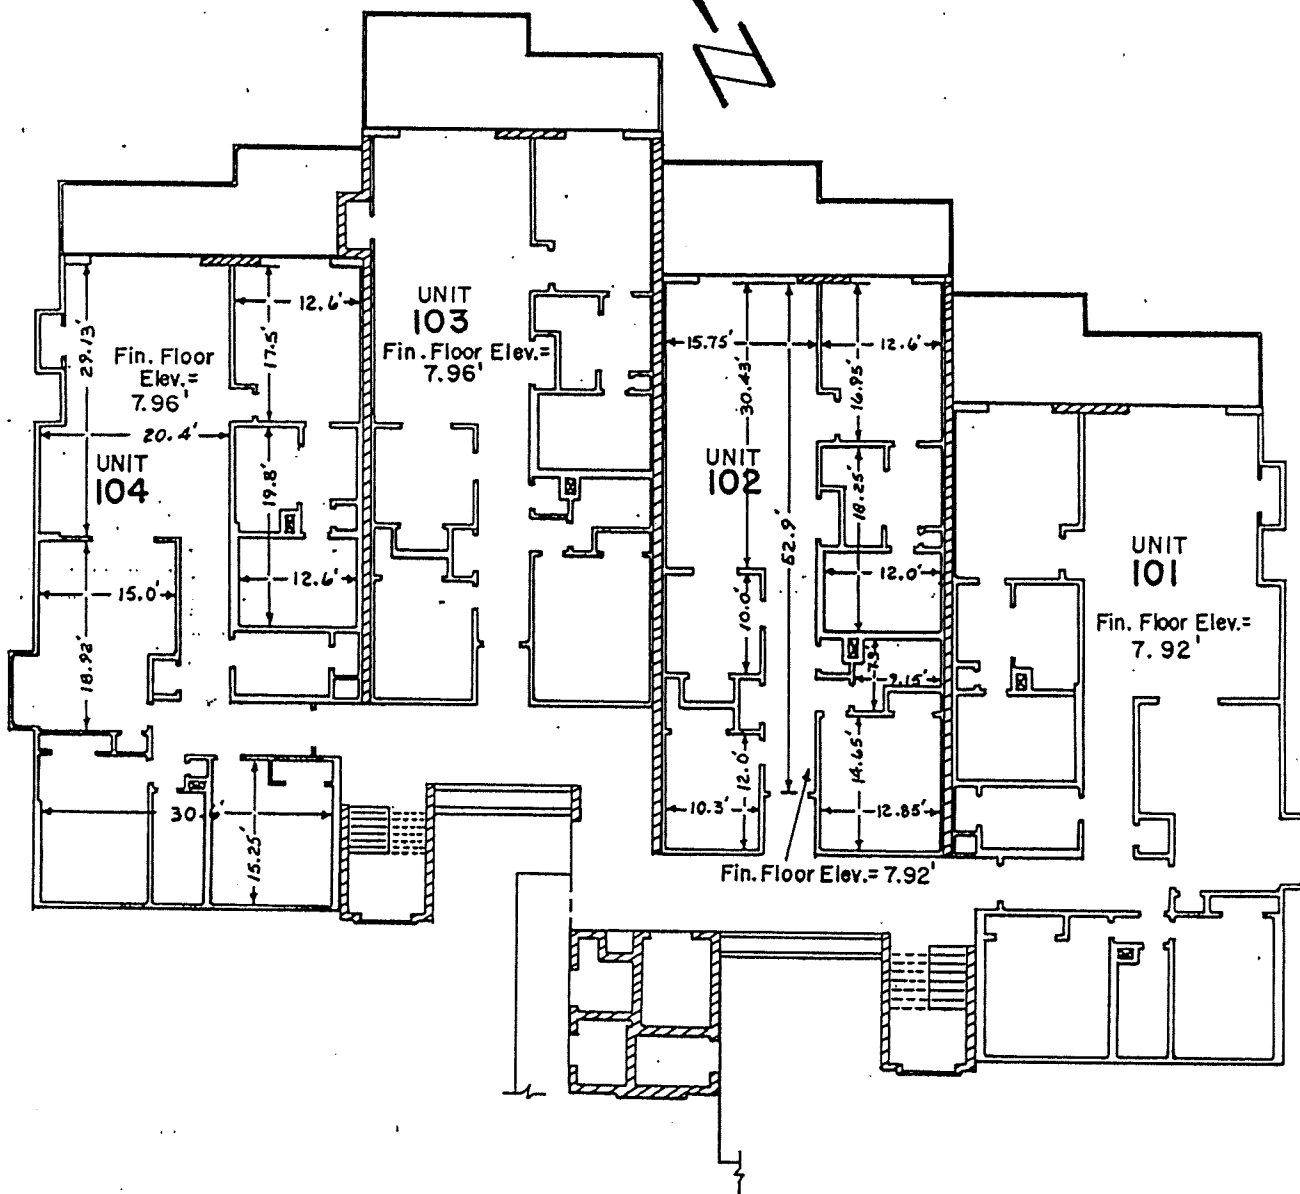 N
UNIT
103
Fin. Floor Elev.=
7.96'
12.6'
17.5'
29.13'
Fin. Floor
Elev.=
7.96'
20.4'
UNIT
104
19.8'
12.6'
15.0'
18.92'
15.25'
15.75'
12.6'
30.43'
16.95'
UNIT
102
18.25'
52.9'
12.0'
10.0'
9.15'
12.0'
14.65'
10.3'
12.85'
Fin. Floor Elev.= 7.92'
UNIT
101
Fin. Floor Elev.=
7.92'